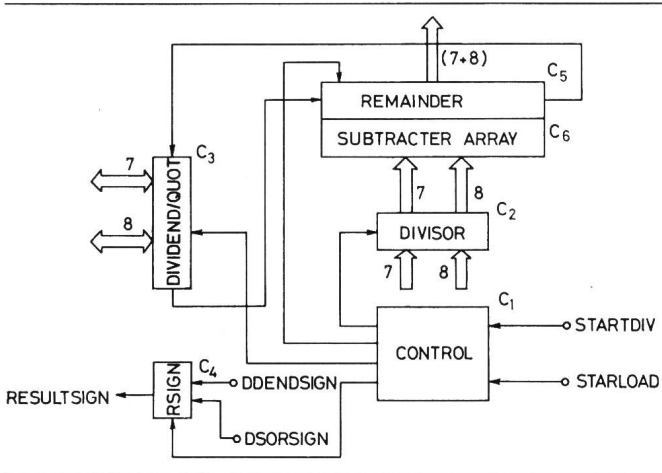 (7+8)
C5
REMAINDER
SUBTRACTER ARRAY
C6
C3
7
8
DIVIDEND/QUOT
7
8
C2
DIVISOR
7
8
C1
CONTROL
STARTDIV
STARLOAD
C4
RSIGN
DDENDSIGN
RESULTSIGN
DSORSIGN